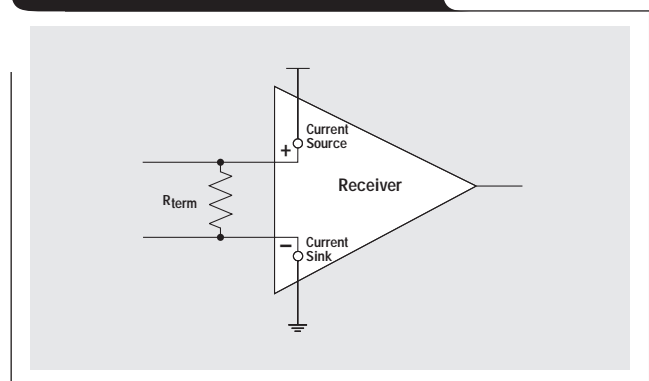 Current
Source
+
Receiver
Rterm
−
Current
Sink